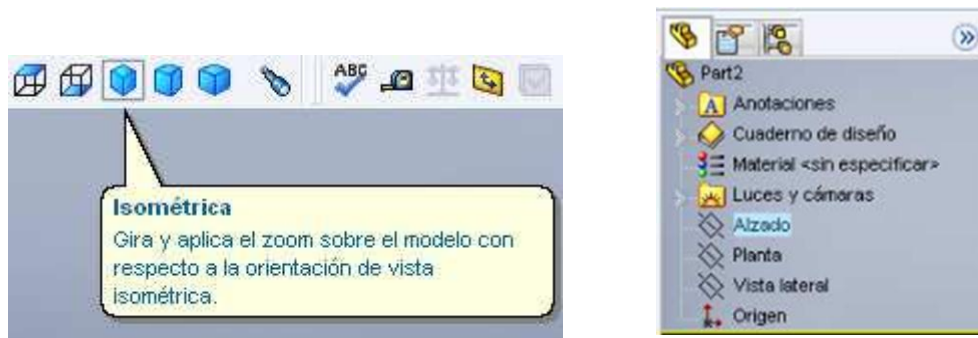 ABC
Isométrica
Gira y aplica el zoom sobre el modelo con
respecto a la orientación de vista
isométrica.
Part2
A Anotaciones
Cuaderno de diseño
Material <sin especificar>
Luces y cámaras
Alzado
Planta
Vista lateral
Origen